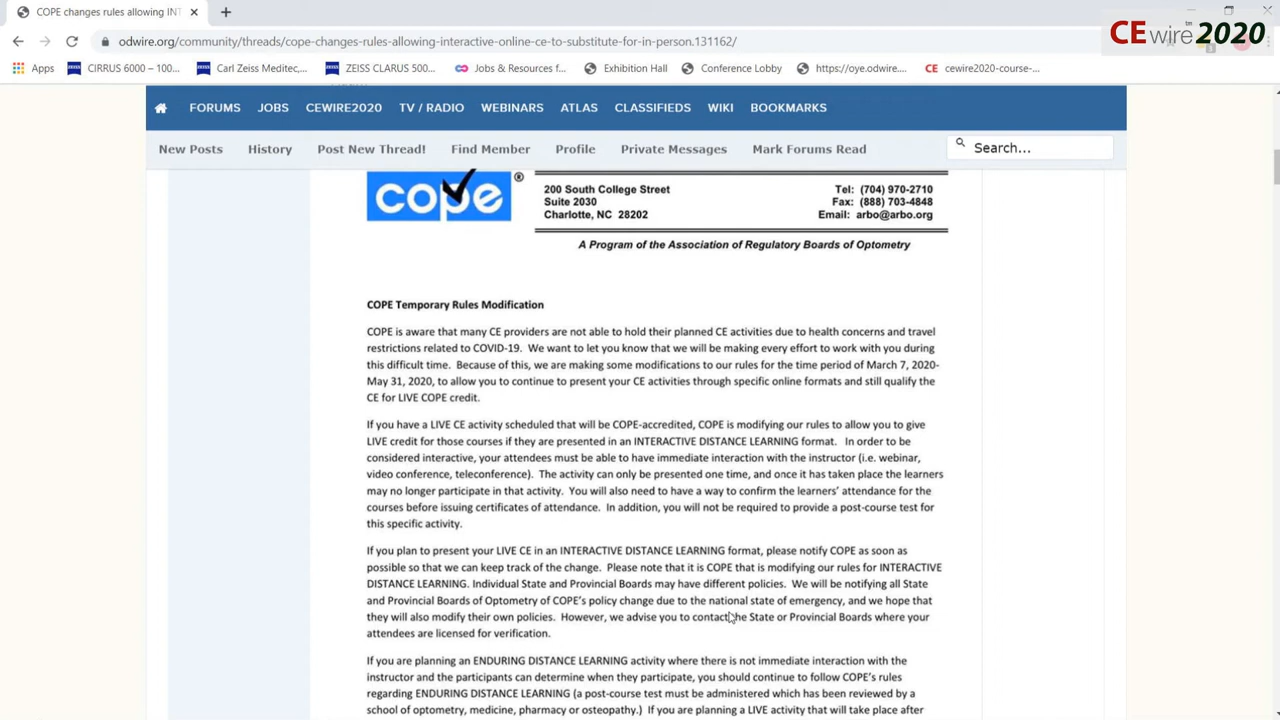 COPE changes rules allowing INT
CEwire™2020
odwire.org/community/threads/cope-changes-rules-allowing-interactive-online-ce-to-substitute-for-in-person.131162/
Apps CIRRUS 6000 – 100... Carl Zeiss Meditec,... ZEISS CLARUS 500... Jobs & Resources f... Exhibition Hall Conference Lobby https://oye.odwire.... CE cewire2020-course-...
FORUMS JOBS CEWIRE2020 TV / RADIO WEBINARS ATLAS CLASSIFIEDS WIKI BOOKMARKS
New Posts History Post New Thread! Find Member Profile Private Messages Mark Forums Read Search...
cope®
200 South College Street Tel: (704) 970-2710
Suite 2030 Fax: (888) 703-4848
Charlotte, NC 28202 Email: arbo@arbo.org
A Program of the Association of Regulatory Boards of Optometry
COPE Temporary Rules Modification
COPE is aware that many CE providers are not able to hold their planned CE activities due to health concerns and travel
restrictions related to COVID-19. We want to let you know that we will be making every effort to work with you during
this difficult time. Because of this, we are making some modifications to our rules for the time period of March 7, 2020-
May 31, 2020, to allow you to continue to present your CE activities through specific online formats and still qualify the
CE for LIVE COPE credit.
If you have a LIVE CE activity scheduled that will be COPE-accredited, COPE is modifying our rules to allow you to give
LIVE credit for those courses if they are presented in an INTERACTIVE DISTANCE LEARNING format. In order to be
considered interactive, your attendees must be able to have immediate interaction with the instructor (i.e. webinar,
video conference, teleconference). The activity can only be presented one time, and once it has taken place the learners
may no longer participate in that activity. You will also need to have a way to confirm the learners' attendance for the
courses before issuing certificates of attendance. In addition, you will not be required to provide a post-course test for
this specific activity.
If you plan to present your LIVE CE in an INTERACTIVE DISTANCE LEARNING format, please notify COPE as soon as
possible so that we can keep track of the change. Please note that it is COPE that is modifying our rules for INTERACTIVE
DISTANCE LEARNING. Individual State and Provincial Boards may have different policies. We will be notifying all State
and Provincial Boards of Optometry of COPE's policy change due to the national state of emergency, and we hope that
they will also modify their own policies. However, we advise you to contact the State or Provincial Boards where your
attendees are licensed for verification.
If you are planning an ENDURING DISTANCE LEARNING activity where there is not immediate interaction with the
instructor and the participants can determine when they participate, you should continue to follow COPE's rules
regarding ENDURING DISTANCE LEARNING (a post-course test must be administered which has been reviewed by a
school of optometry, medicine, pharmacy or osteopathy.) If you are planning a LIVE activity that will take place after